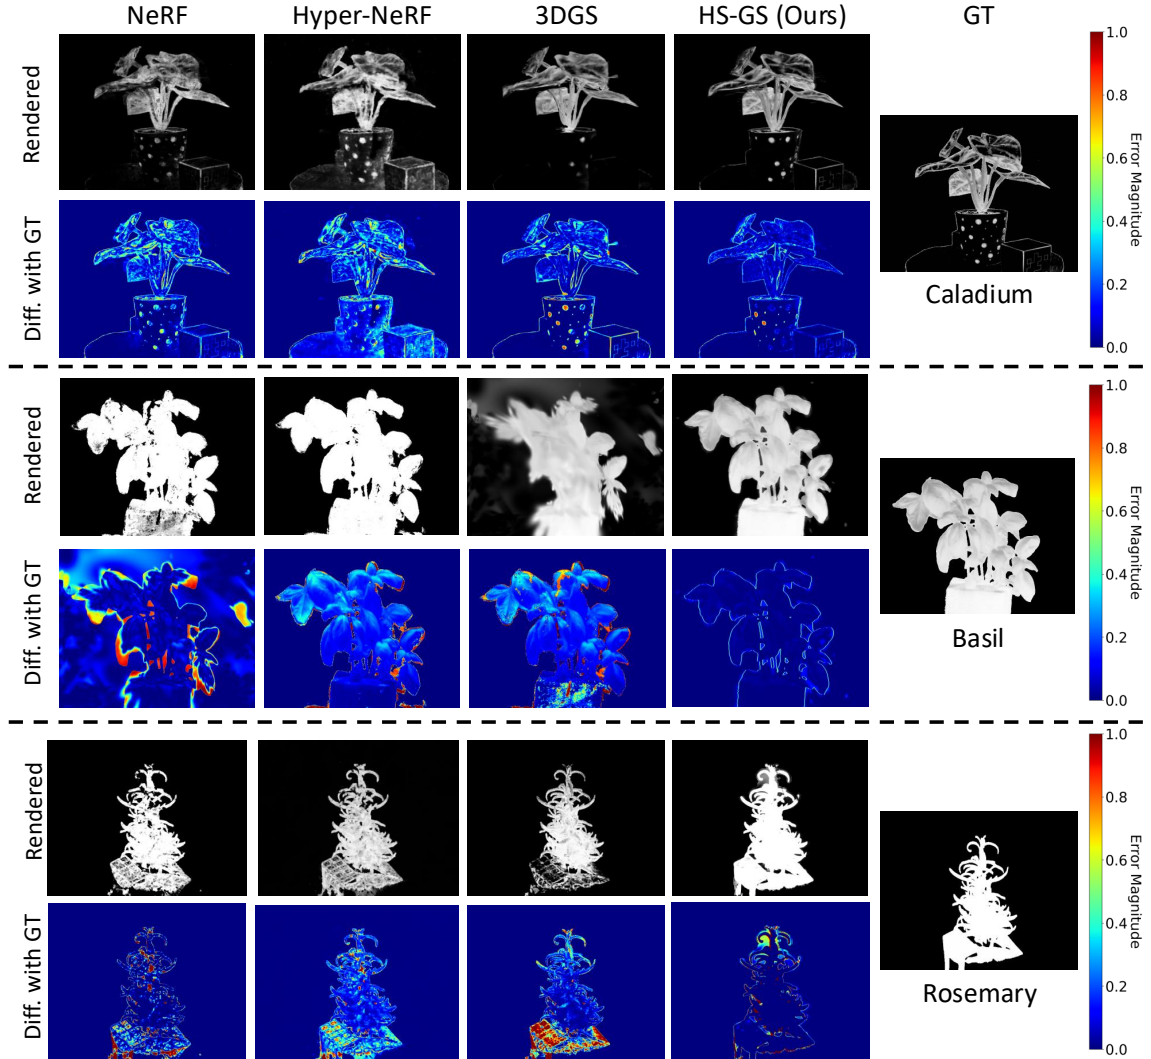 NeRF Hyper-NeRF 3DGS HS-GS (Ours) GT
Rendered
Diff. with GT
Caladium
1.0
0.8
0.6
0.4
0.2
0.0
Error Magnitude
Rendered
Diff. with GT
Basil
1.0
0.8
0.6
0.4
0.2
0.0
Error Magnitude
Rendered
Diff. with GT
Rosemary
1.0
0.8
0.6
0.4
0.2
0.0
Error Magnitude